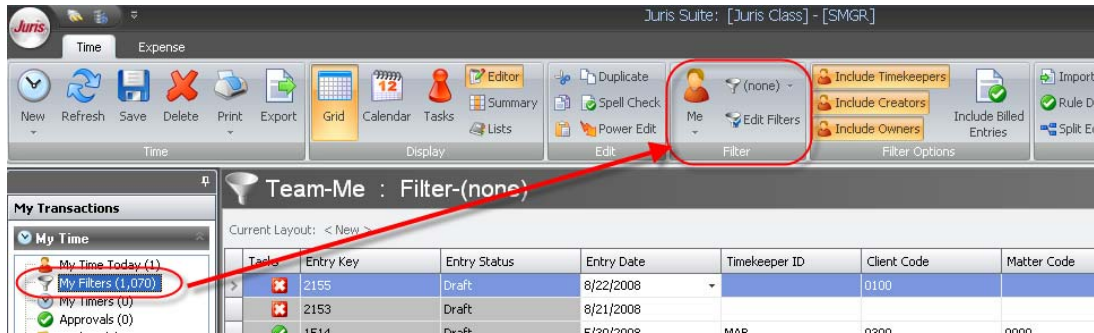 Juris Suite: [Juris Class] - [SMGR]
Juris
Time Expense
New Refresh Save Delete Print Export
Time
Grid Calendar 12 Tasks Editor Summary Lists
Display
Duplicate
Spell Check
Power Edit
Edit
Me (none) Edit Filters
Filter
Include Timekeepers
Include Creators
Include Owners
Include Billed Entries
Filter Options
Import
Rule D
Split E
My Transactions
My Time
My Time Today (1)
My Filters (1,070)
My Timers (0)
Approvals (0)
Team-Me : Filter-(none)
Current Layout: < New >
Tasks Entry Key Entry Status Entry Date Timekeeper ID Client Code Matter Code
2155 Draft 8/22/2008 0100
2153 Draft 8/21/2008
1514 Draft 5/30/2008 MAR 0300 0000